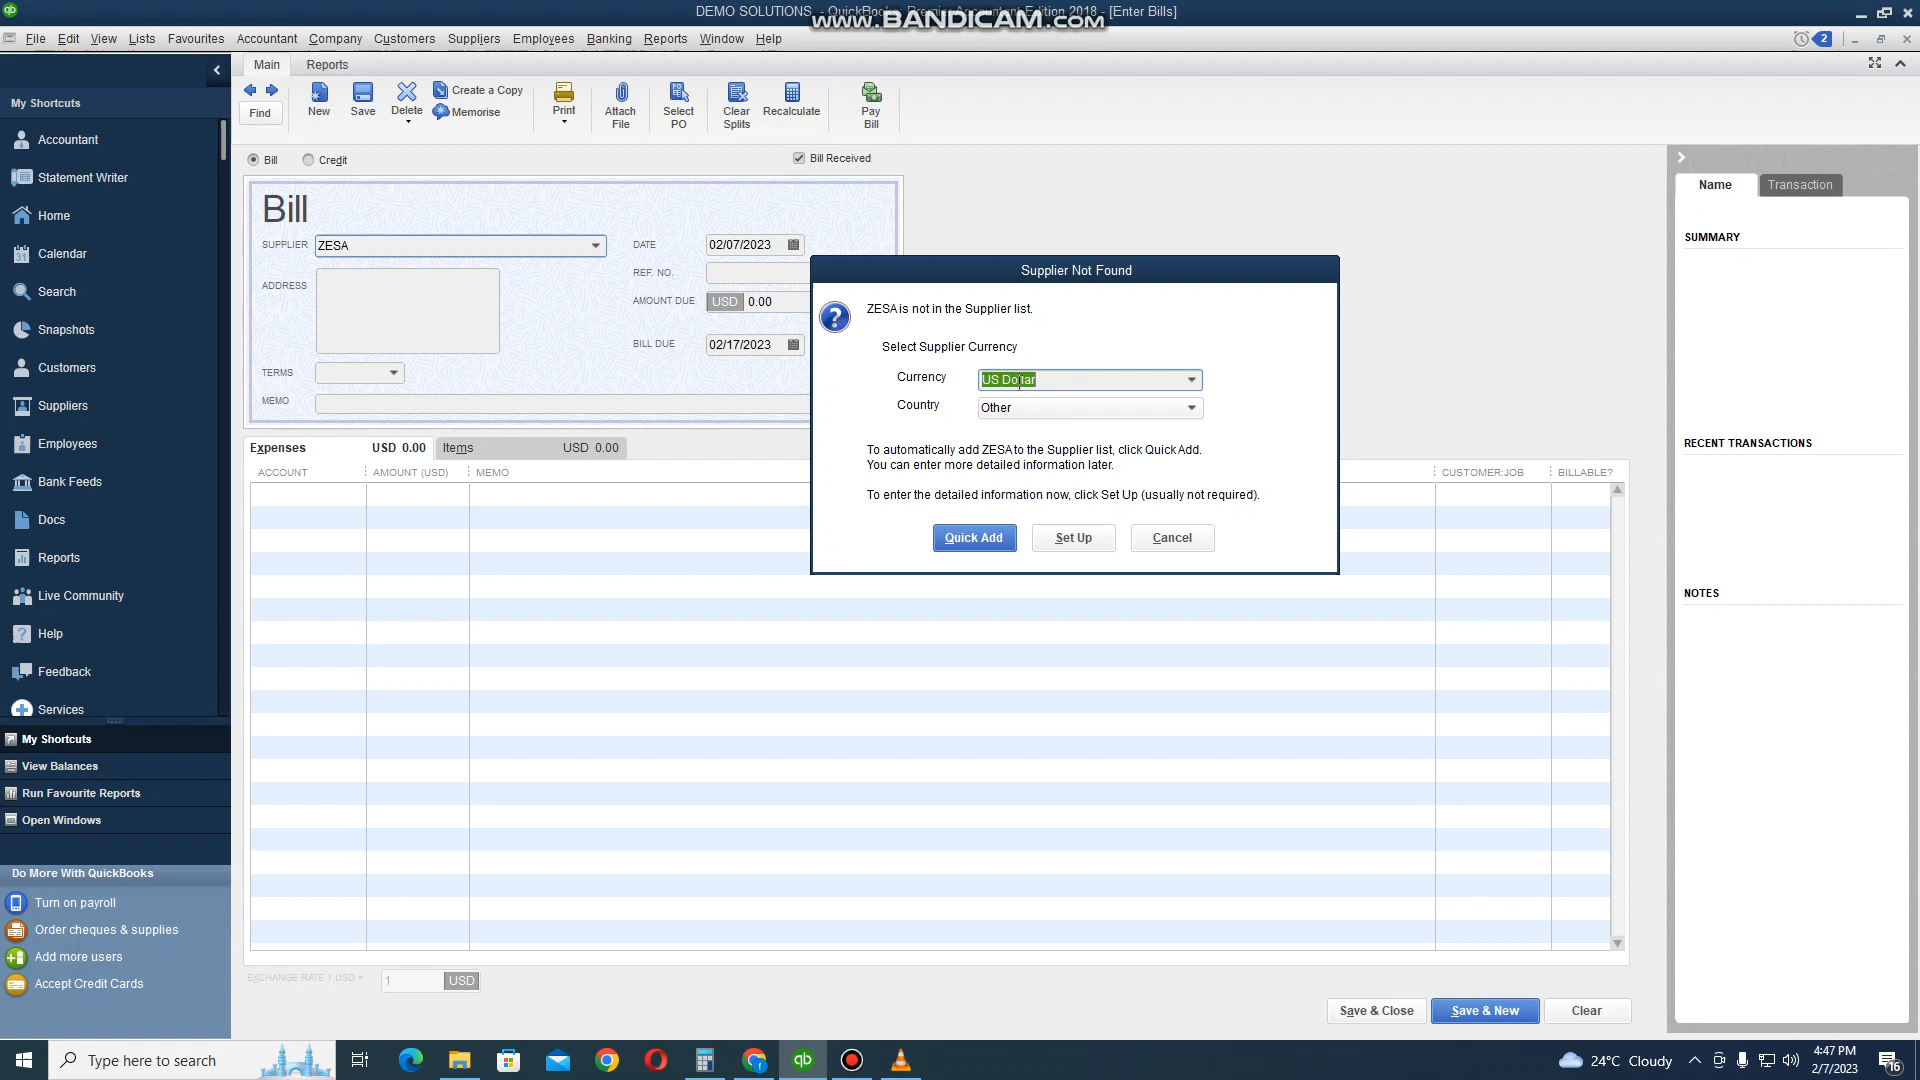 DEMO SOLUTIONS - QuickBooks Premier Accountant Edition 2018 - [Enter Bills]
www.BANDICAM.com
File Edit View Lists Favourites Accountant Company Customers Suppliers Employees Banking Reports Window Help
2
Main Reports
Find
New
Save
Delete
Create a Copy
Memorise
Print
Attach File
Select PO
Clear Splits
Recalculate
Pay Bill
My Shortcuts
Accountant
Statement Writer
Home
Calendar
Search
Snapshots
Customers
Suppliers
Employees
Bank Feeds
Docs
Reports
Live Community
Help
Feedback
Services
My Shortcuts
View Balances
Run Favourite Reports
Open Windows
Do More With QuickBooks
Turn on payroll
Order cheques & supplies
Add more users
Accept Credit Cards
Bill Credit Bill Received
Bill
SUPPLIER ZESA
ADDRESS
TERMS
MEMO
DATE 02/07/2023
REF. NO.
AMOUNT DUE USD 0.00
BILL DUE 02/17/2023
Expenses USD 0.00 Items USD 0.00
ACCOUNT AMOUNT (USD) MEMO CUSTOMER:JOB BILLABLE?
Supplier Not Found
ZESA is not in the Supplier list.
Select Supplier Currency
Currency US Dollar
Country Other
To automatically add ZESA to the Supplier list, click Quick Add.
You can enter more detailed information later.
To enter the detailed information now, click Set Up (usually not required).
Quick Add Set Up Cancel
EXCHANGE RATE 1 USD = 1 USD
Save & Close Save & New Clear
Name Transaction
SUMMARY
RECENT TRANSACTIONS
NOTES
Type here to search
24°C Cloudy
4:47 PM
2/7/2023
16